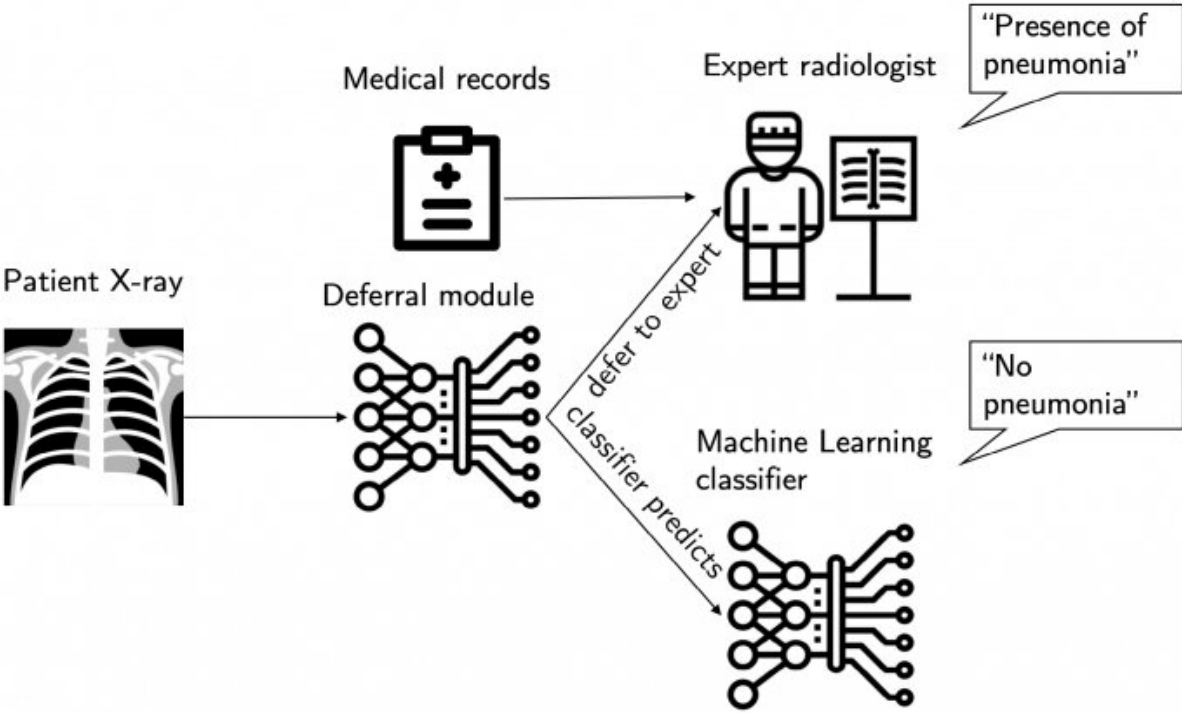 “Presence of
pneumonia”
Expert radiologist
Medical records
Patient X-ray
Deferral module
defer to expert
classifier predicts
“No
pneumonia”
Machine Learning
classifier